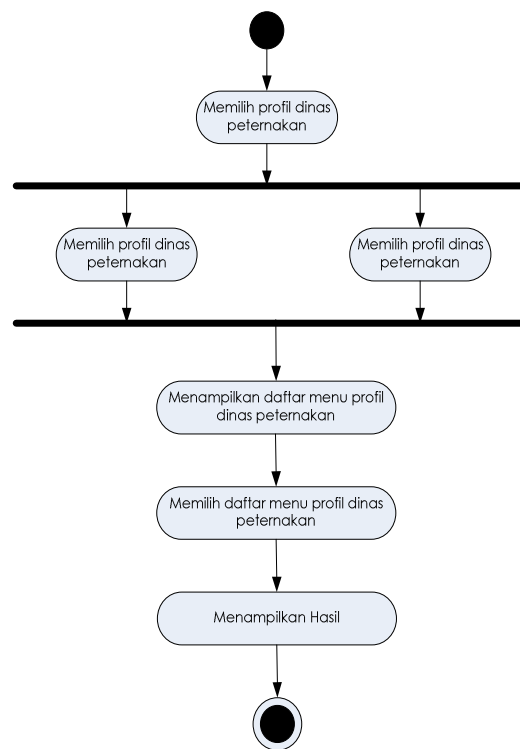 Memilih profil dinas
peternakan
Memilih profil dinas
peternakan
Memilih profil dinas
peternakan
Menampilkan daftar menu profil
dinas peternakan
Memilih daftar menu profil dinas
peternakan
Menampilkan Hasil